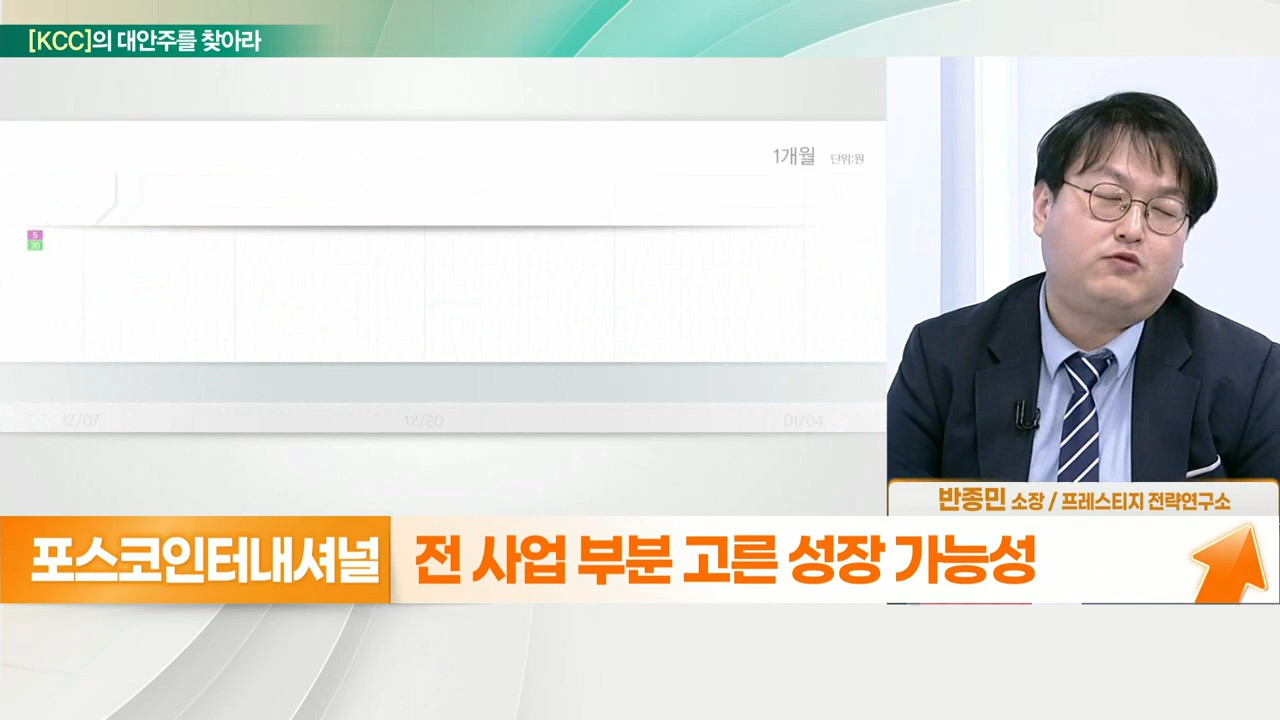 [KCC]의 대안주를 찾아라
1개월 단위:원
5
20
12/07 12/20 01/04
반종민 소장 / 프레스티지 전략연구소
포스코인터내셔널 전 사업 부분 고른 성장 가능성